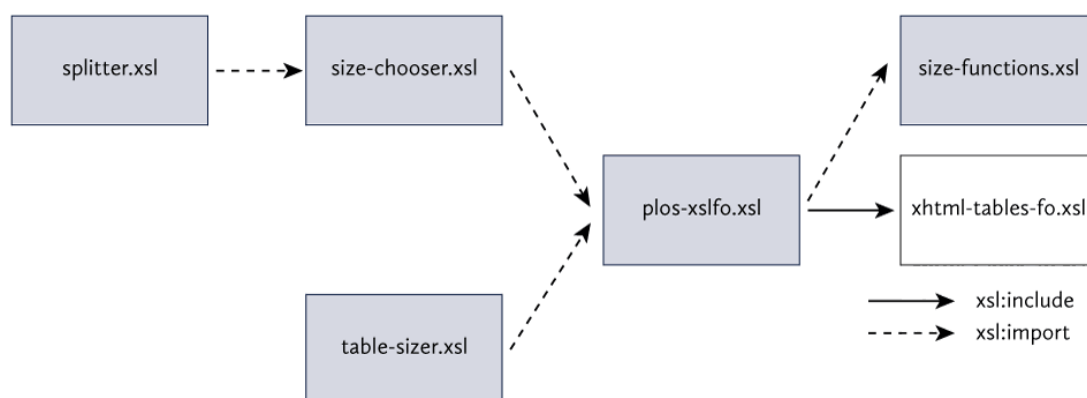 splitter.xsl
size-chooser.xsl
size-functions.xsl
plos-xslfo.xsl
xhtml-tables-fo.xsl
xsl:include
xsl:import
table-sizer.xsl